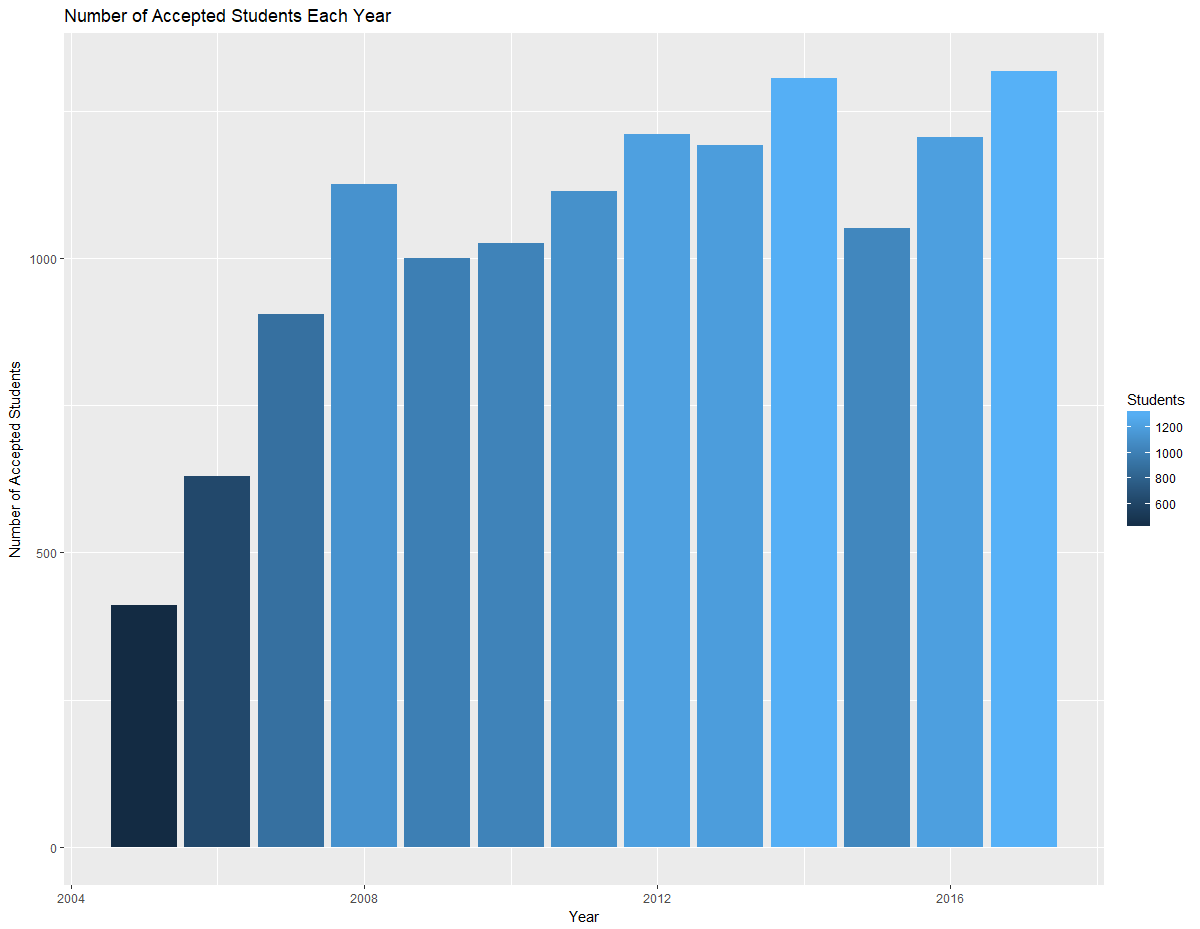 Number of Accepted Students Each Year
Number of Accepted Students
1000
500
0
2004
2008
2012
2016
Year
Students
1200
1000
800
600